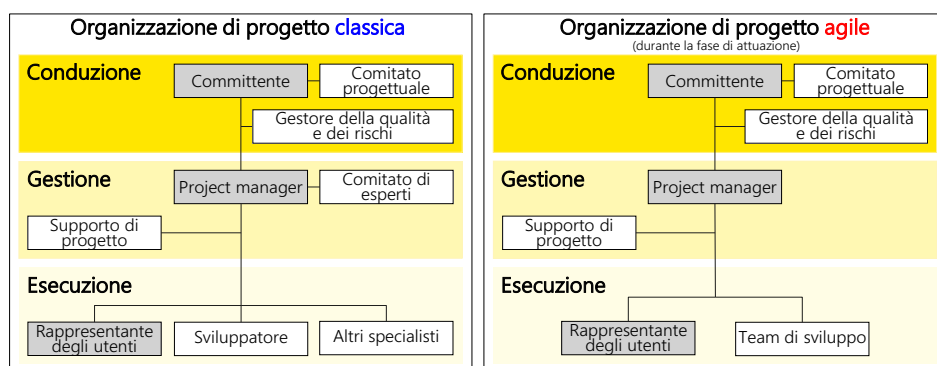 Organizzazione di progetto classica
Conduzione
Committente
Comitato
progettuale
Gestore della qualità
e dei rischi
Gestione
Project manager
Comitato di
esperti
Supporto di
progetto
Esecuzione
Rappresentante
degli utenti
Sviluppatore
Altri specialisti
Organizzazione di progetto agile
(durante la fase di attuazione)
Conduzione
Committente
Comitato
progettuale
Gestore della qualità
e dei rischi
Gestione
Project manager
Supporto di
progetto
Esecuzione
Rappresentante
degli utenti
Team di sviluppo